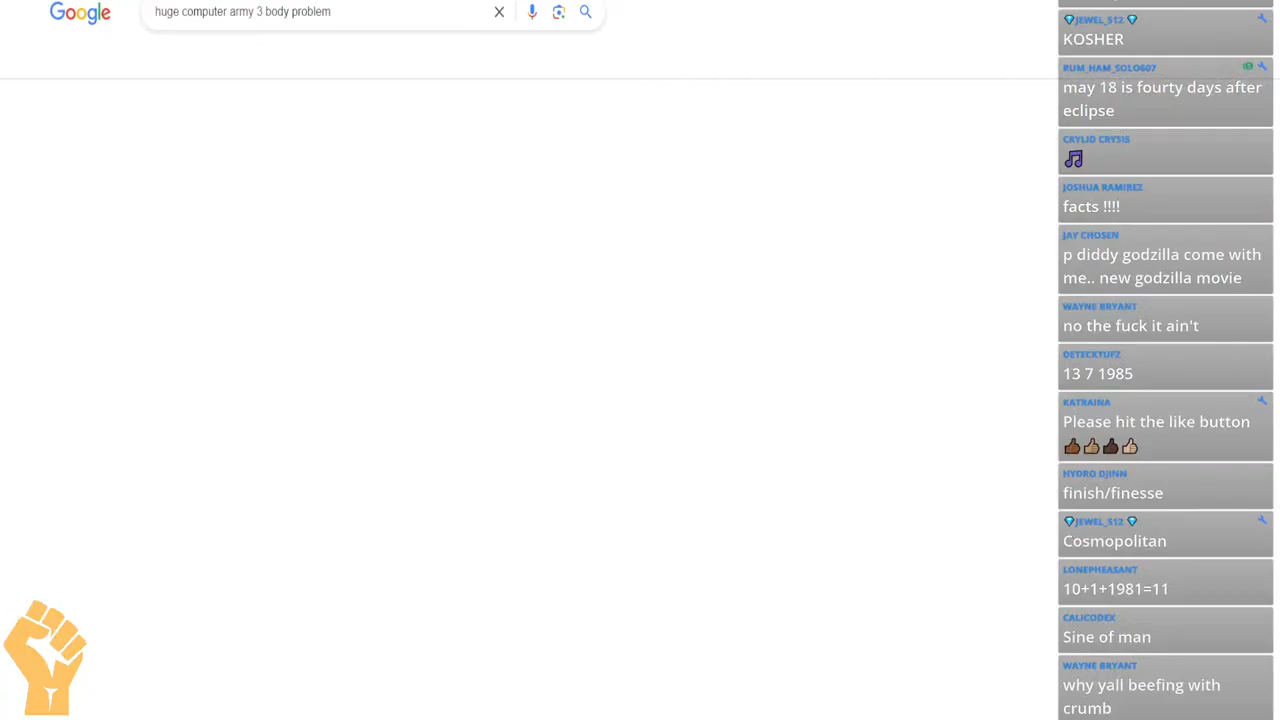 Google
huge computer army 3 body problem
JEWEL_512
KOSHER
RUM_HAM_SOLO607
may 18 is fourty days after
eclipse
CRYLID CRYSIS
JOSHUA RAMIREZ
facts !!!!
JAY CHOSEN
p diddy godzilla come with
me.. new godzilla movie
WAYNE BRYANT
no the fuck it ain't
DETECKTUFZ
13 7 1985
KATRAINA
Please hit the like button
HYDRO DJINN
finish/finesse
JEWEL_512
Cosmopolitan
LONEPHEASANT
10+1+1981=11
CALICODEX
Sine of man
WAYNE BRYANT
why yall beefing with
crumb